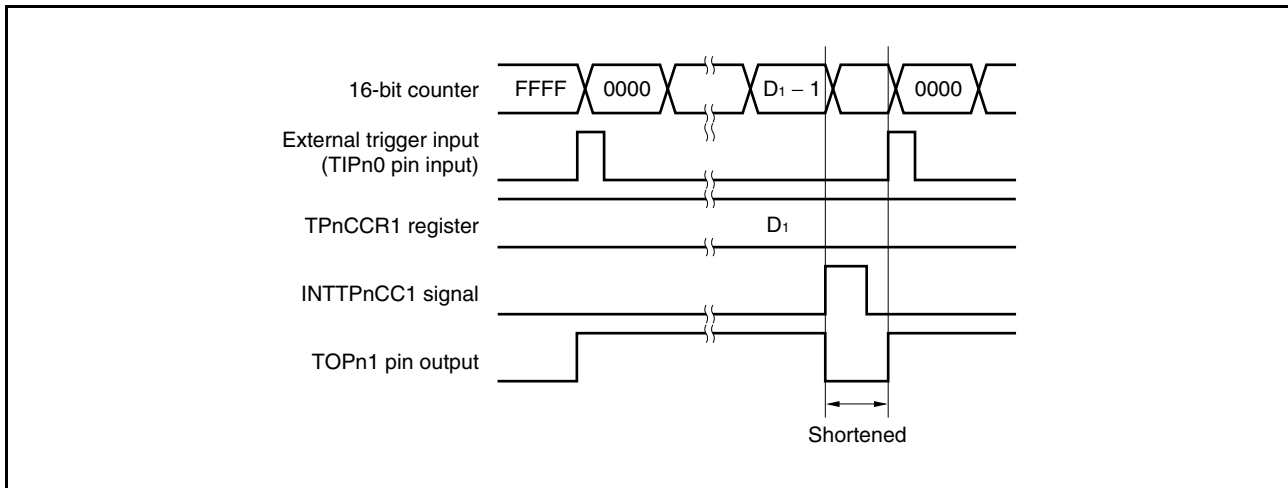 16-bit counter FFFF 0000 D₁ − 1 0000
External trigger input
(TIPn0 pin input)
TPnCCR1 register D₁
INTTPnCC1 signal
TOPn1 pin output
Shortened